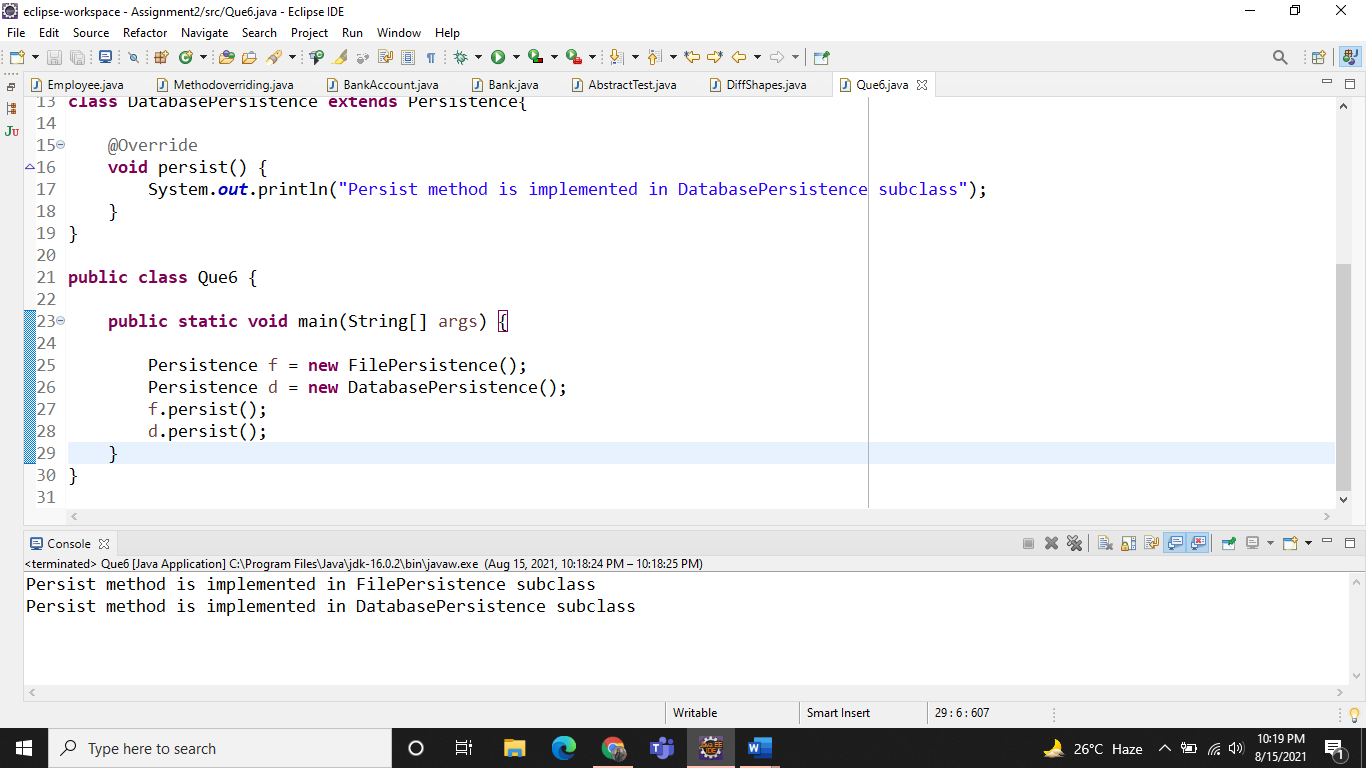 eclipse-workspace - Assignment2/src/Que6.java - Eclipse IDE
File Edit Source Refactor Navigate Search Project Run Window Help
Employee.java Methodoverriding.java BankAccount.java Bank.java AbstractTest.java DiffShapes.java Que6.java
13 class DatabasePersistence extends Persistence{
14
15 @Override
16 void persist() {
17 System.out.println("Persist method is implemented in DatabasePersistence subclass");
18 }
19 }
20
21 public class Que6 {
22
23 public static void main(String[] args) {
24
25 Persistence f = new FilePersistence();
26 Persistence d = new DatabasePersistence();
27 f.persist();
28 d.persist();
29 }
30 }
31
Console
<terminated> Que6 [Java Application] C:\Program Files\Java\jdk-16.0.2\bin\javaw.exe (Aug 15, 2021, 10:18:24 PM – 10:18:25 PM)
Persist method is implemented in FilePersistence subclass
Persist method is implemented in DatabasePersistence subclass
Writable Smart Insert 29 : 6 : 607
Type here to search
26°C Haze
10:19 PM
8/15/2021
1